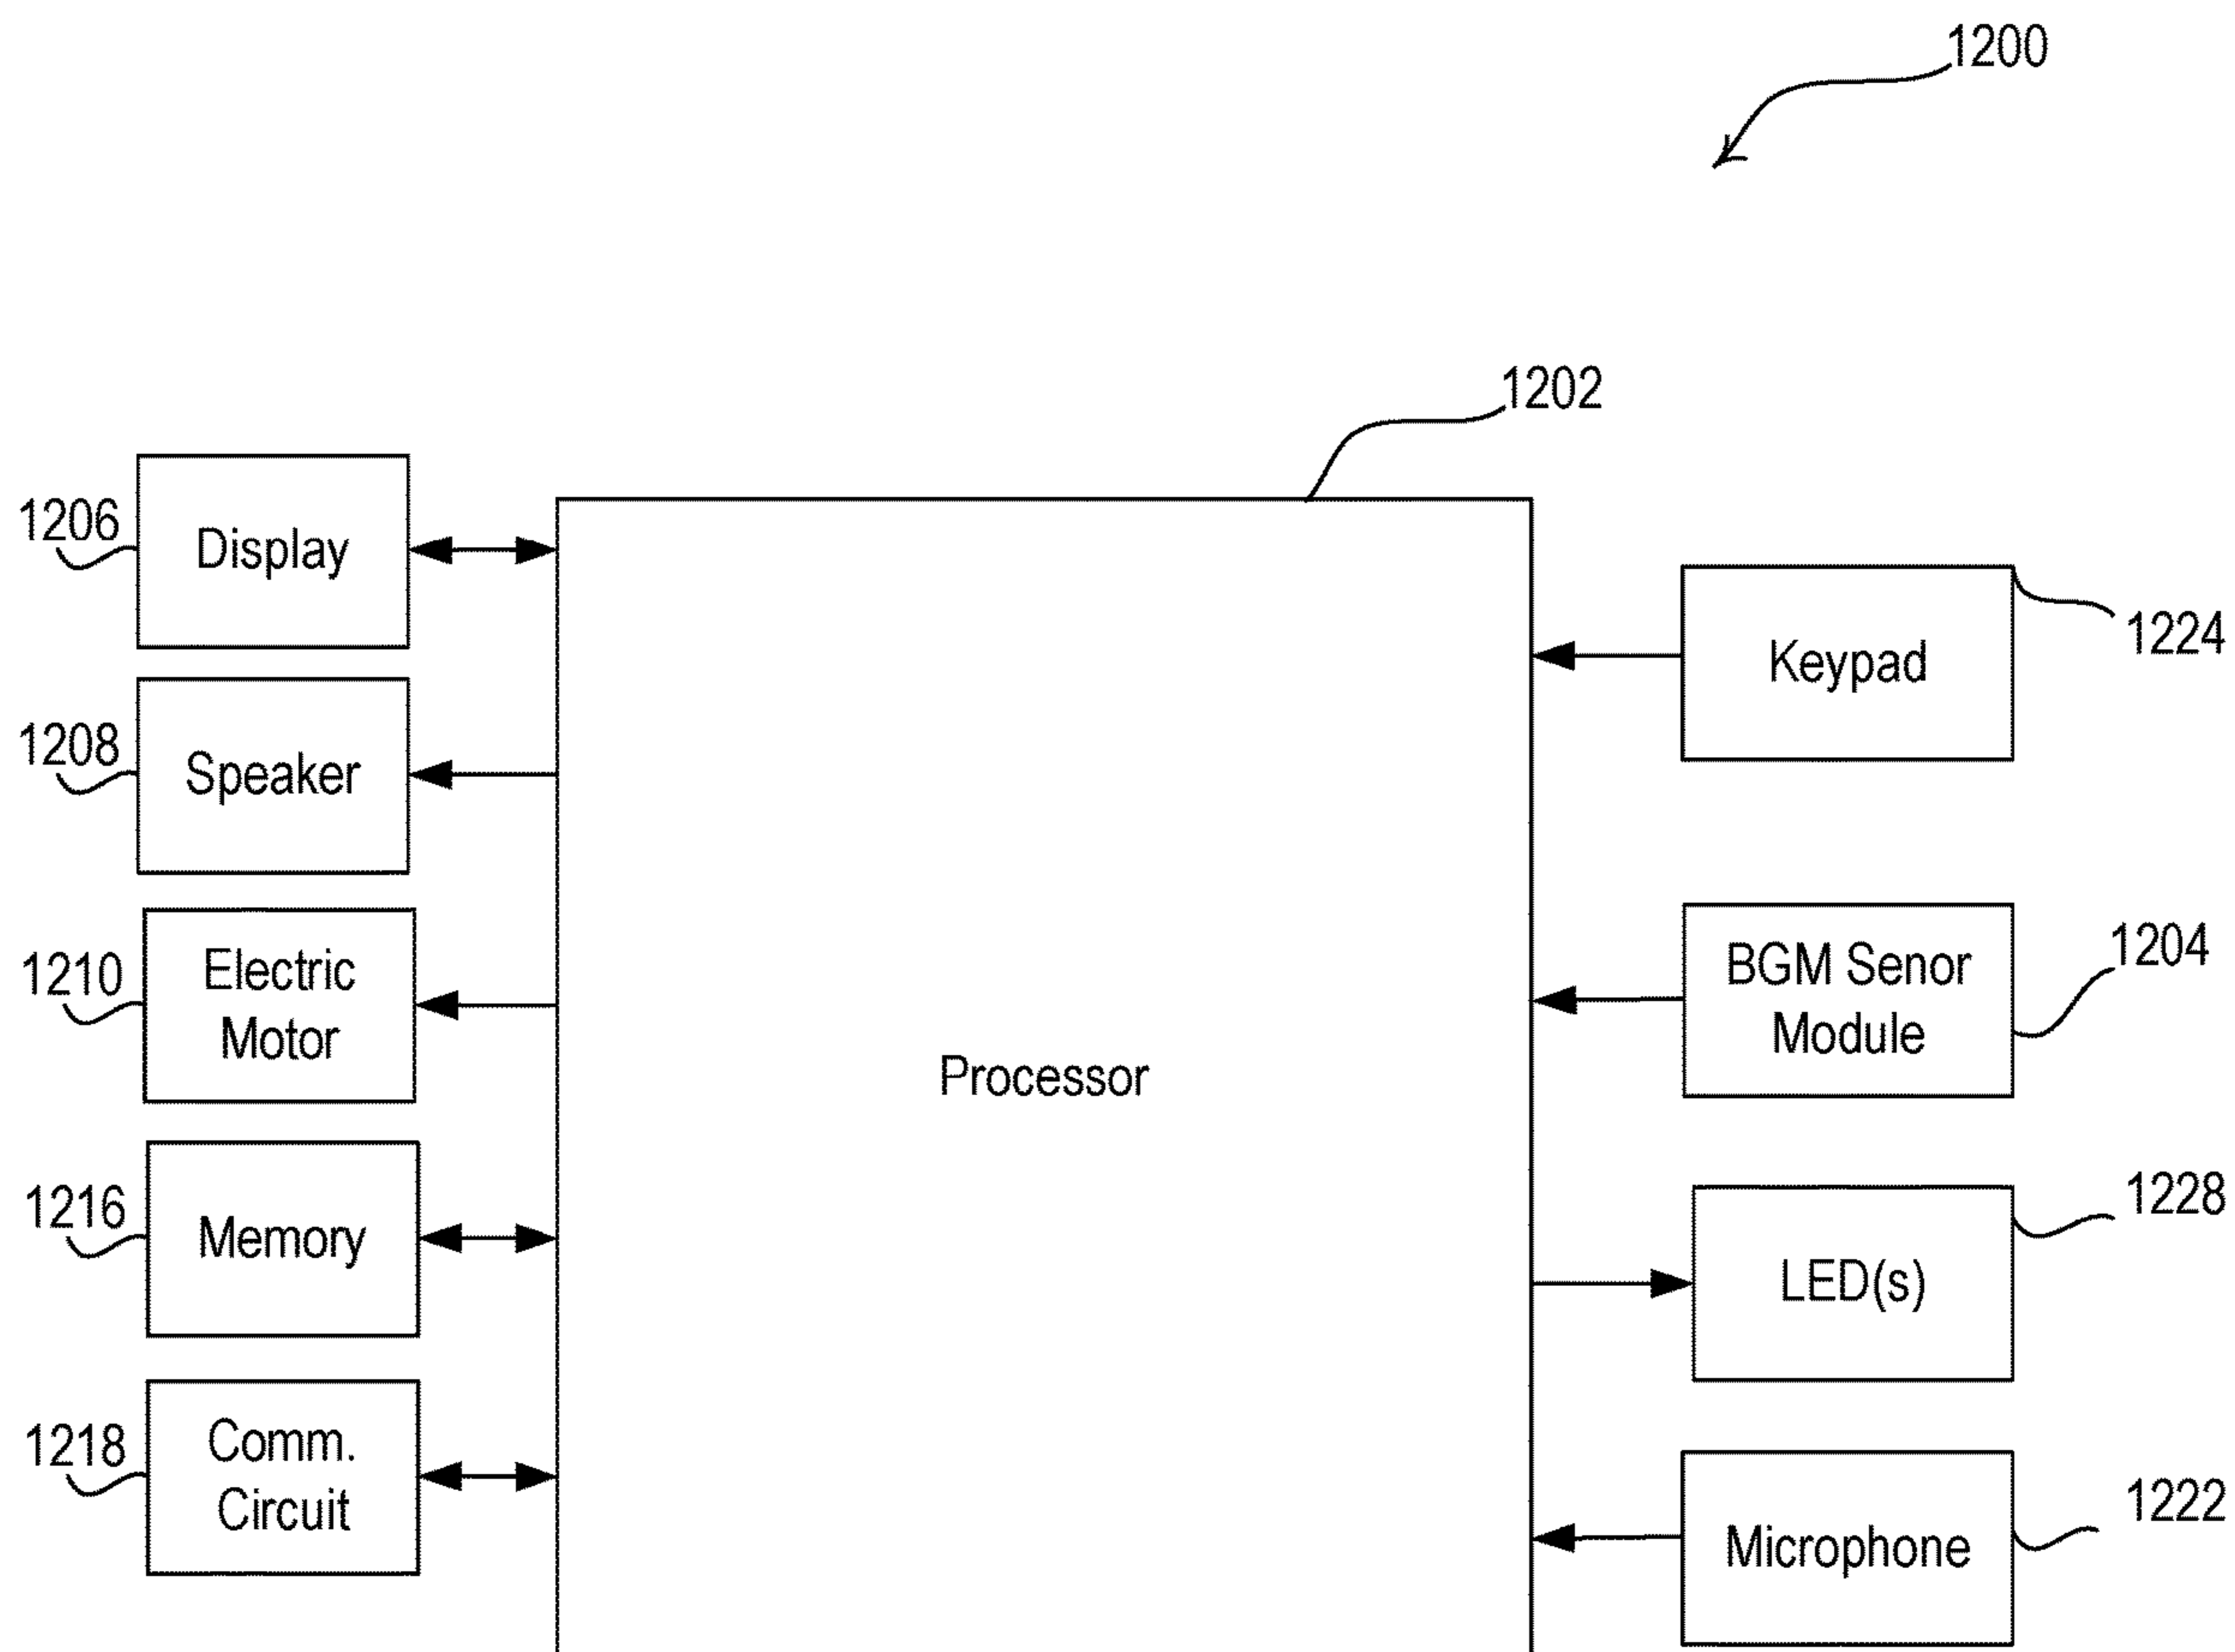 1200
1202
1206
Display
1208
Speaker
1210
Electric
Motor
1216
Memory
1218
Comm.
Circuit
Processor
Keypad
1224
BGM Senor
Module
1204
LED(s)
1228
Microphone
1222